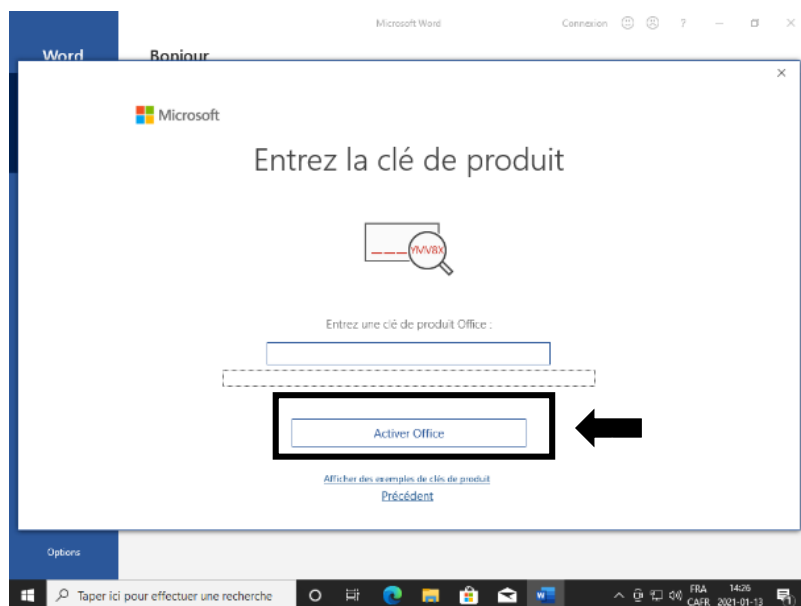 Microsoft Word
Connexion
?
Word
Bonjour
Microsoft
Entrez la clé de produit
YMV8X
Entrez une clé de produit Office :
Activer Office
Afficher des exemples de clés de produit
Précédent
Options
Taper ici pour effectuer une recherche
FRA 14:26
CAFR 2021-01-13